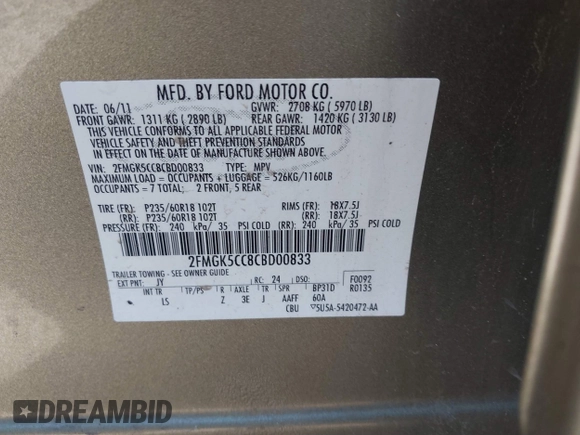 MFD. BY FORD MOTOR CO.
DATE: 06/11 GVWR: 2708 KG ( 5970 LB)
FRONT GAWR: 1311 KG ( 2890 LB) REAR GAWR: 1420 KG ( 3130 LB)
THIS VEHICLE CONFORMS TO ALL APPLICABLE FEDERAL MOTOR
VEHICLE SAFETY AND BUMPER STANDARDS
IN EFFECT ON THE DATE OF MANUFACTURE SHOWN ABOVE.
VIN: 2FMGK5CC8CBD00833 TYPE: MPV
MAXIMUM LOAD = OCCUPANTS + LUGGAGE = 526KG/1160LB
OCCUPANTS = 7 TOTAL: 2 FRONT, 5 REAR
TIRE (FR): P235/60R18 102T RIMS (FR): 18X7.5J
(RR): P235/60R18 102T (RR): 18X7.5J
PRESSURE (FR): 240 kPa/ 35 PSI COLD (RR): 240 kPa/ 35 PSI COLD
2FMGK5CC8CBD00833
TRAILER TOWING - SEE OWNER GUIDE
EXT PNT: JY RC: 24 DSO: F0092
INT TR TP/PS R AXLE TR SPR BP31D R0135
LS Z 3E J AAFF 60A
CBU 5U5A-5420472-AA
DREAMBID